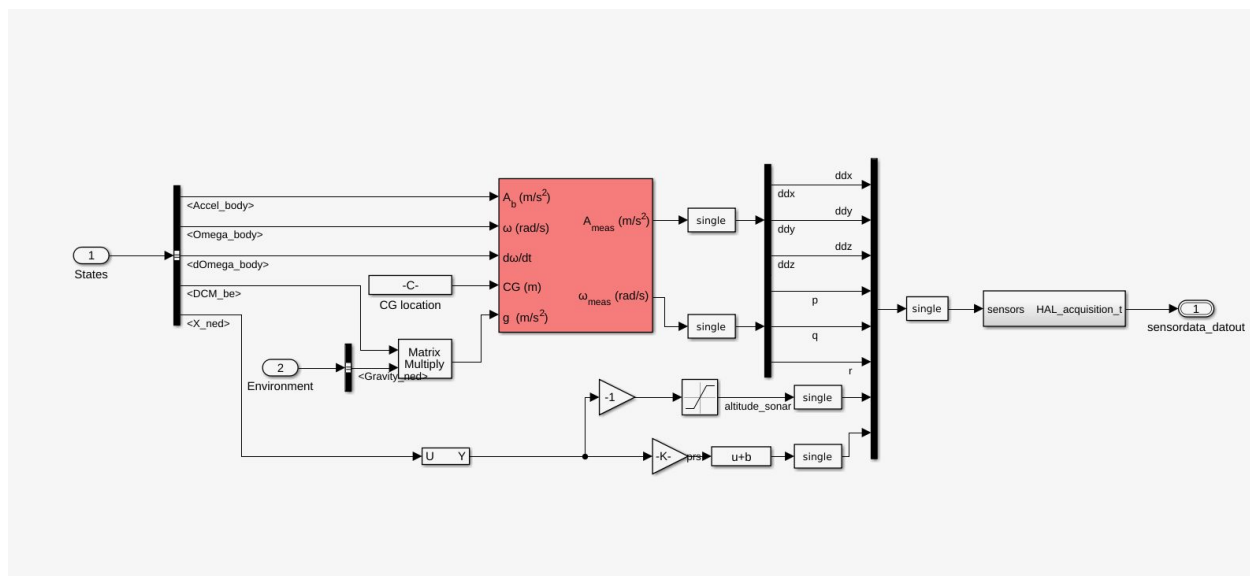 1
States
<Accel_body>
<Omega_body>
<dOmega_body>
<DCM_be>
<X_ned>
2
Environment
<Gravity_ned>
Matrix
Multiply
-C-
CG location
A_b (m/s^2)
ω (rad/s)
dω/dt
CG (m)
g (m/s^2)
A_meas (m/s^2)
ω_meas (rad/s)
single
single
ddx
ddx
ddy
ddy
ddz
ddz
p
q
r
U Y
-1
altitude_sonar
single
-K-
prs
u+b
single
single
sensors HAL_acquisition_t
1
sensordata_datout